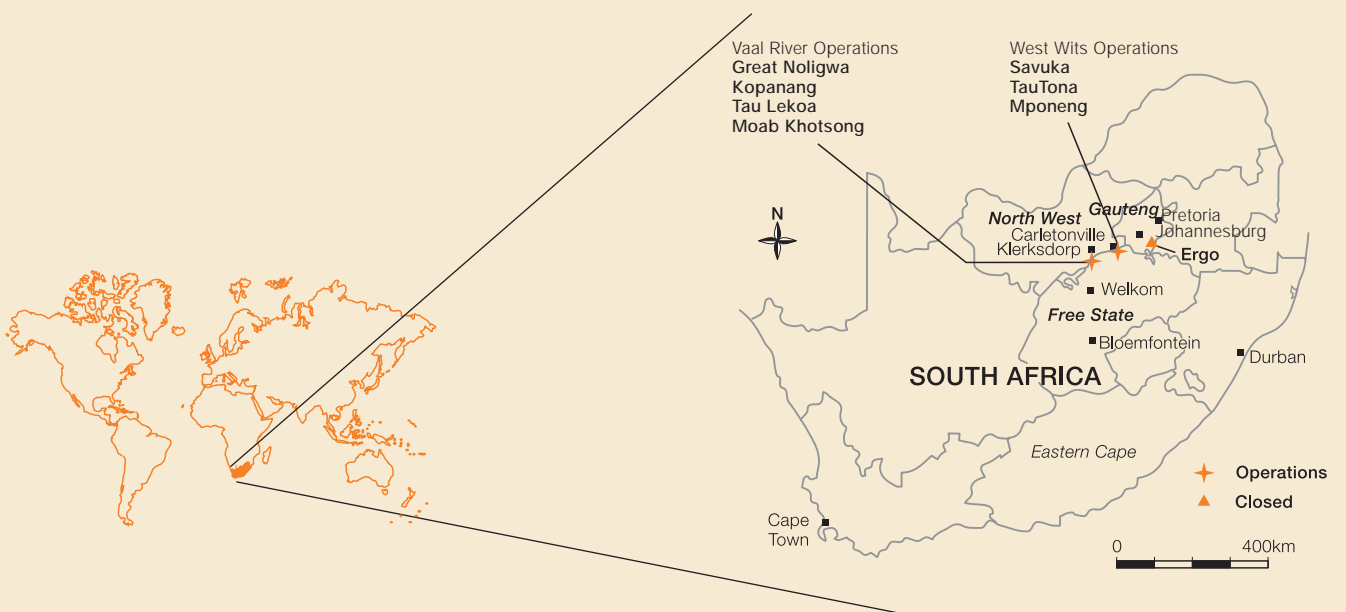 Vaal River Operations
Great Noligwa
Kopanang
Tau Lekoa
Moab Khotsong
West Wits Operations
Savuka
TauTona
Mponeng
N
North West
Gauteng
Pretoria
Carletonville
Johannesburg
Klerksdorp
Ergo
Welkom
Free State
Bloemfontein
Durban
SOUTH AFRICA
Eastern Cape
Operations
Closed
Cape
Town
0 400km